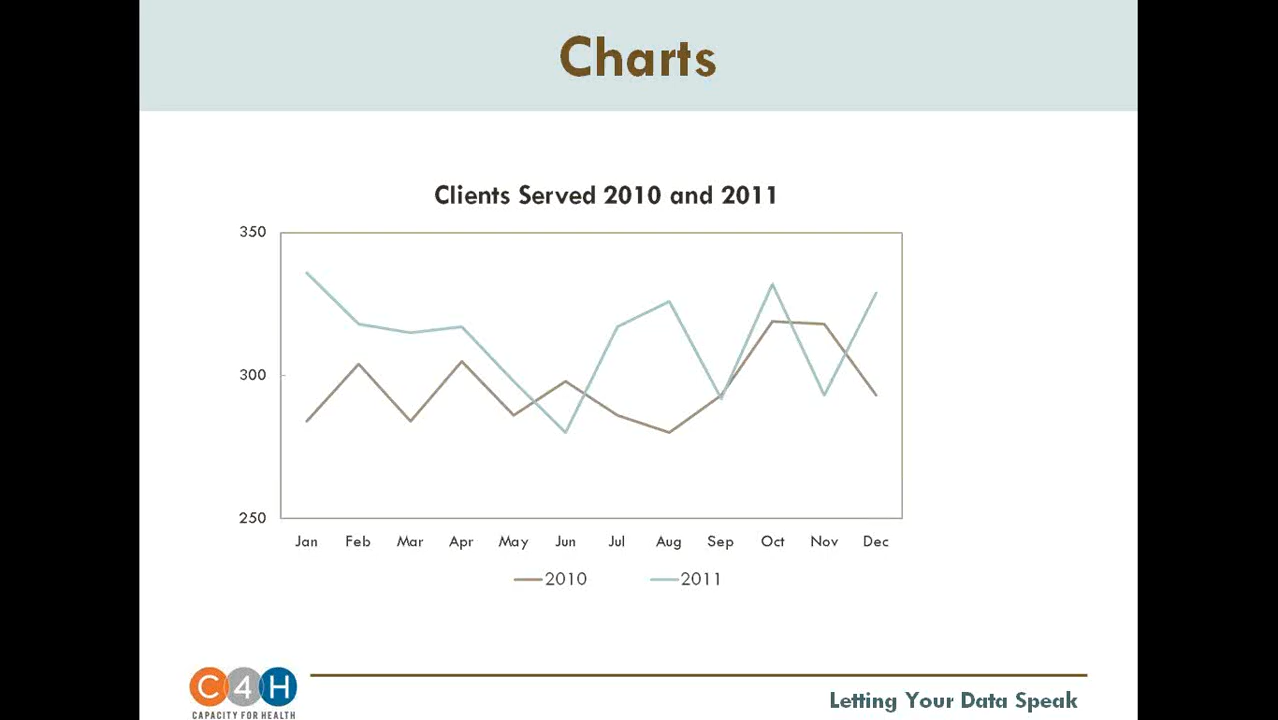 Charts
Clients Served 2010 and 2011
350
300
250
Jan Feb Mar Apr May Jun Jul Aug Sep Oct Nov Dec
2010 2011
C4H
CAPACITY FOR HEALTH
Letting Your Data Speak